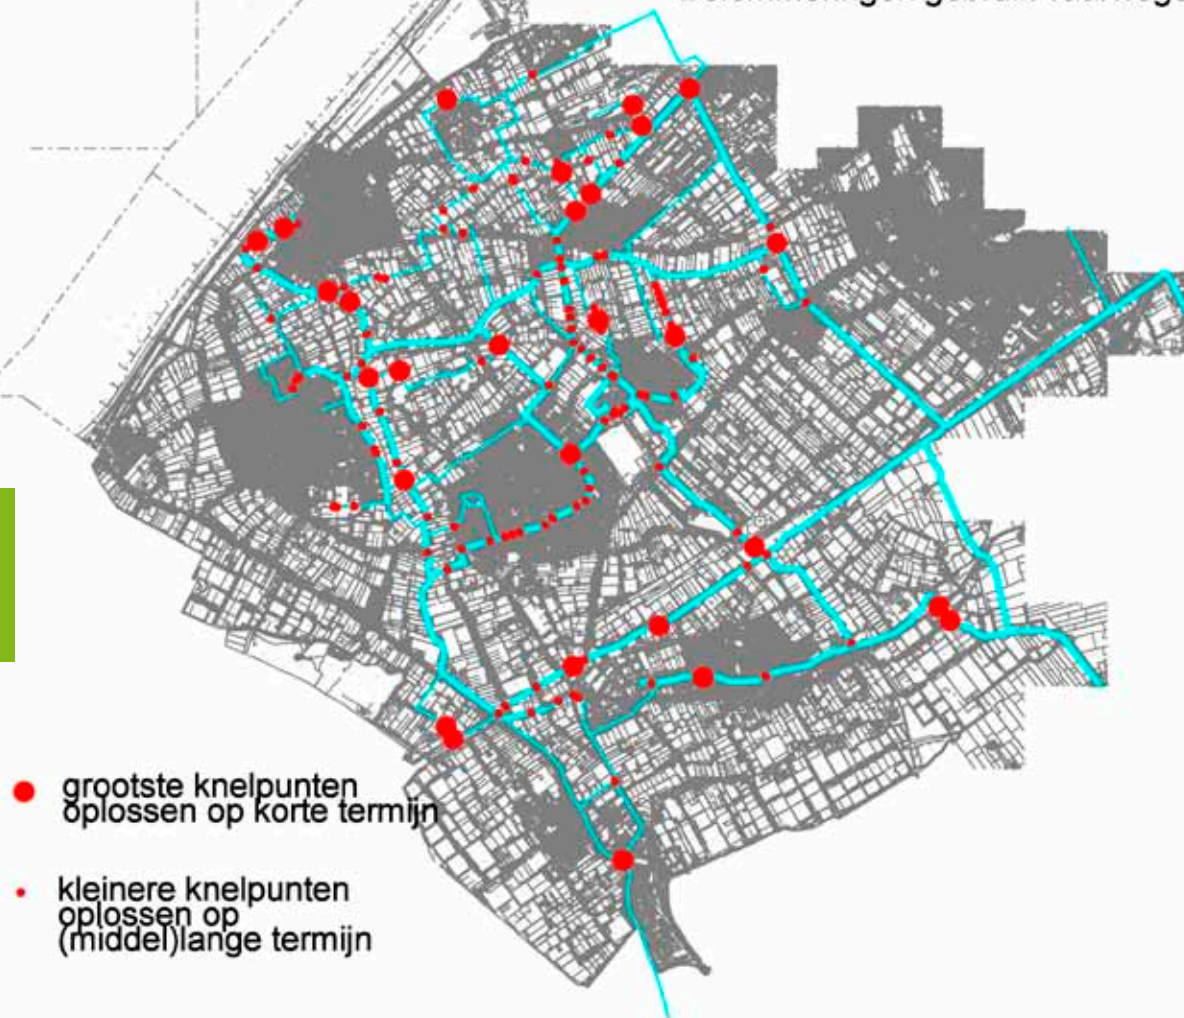 grootste knelpunten
oplossen op korte termijn
kleinere knelpunten
oplossen op
(middel)lange termijn